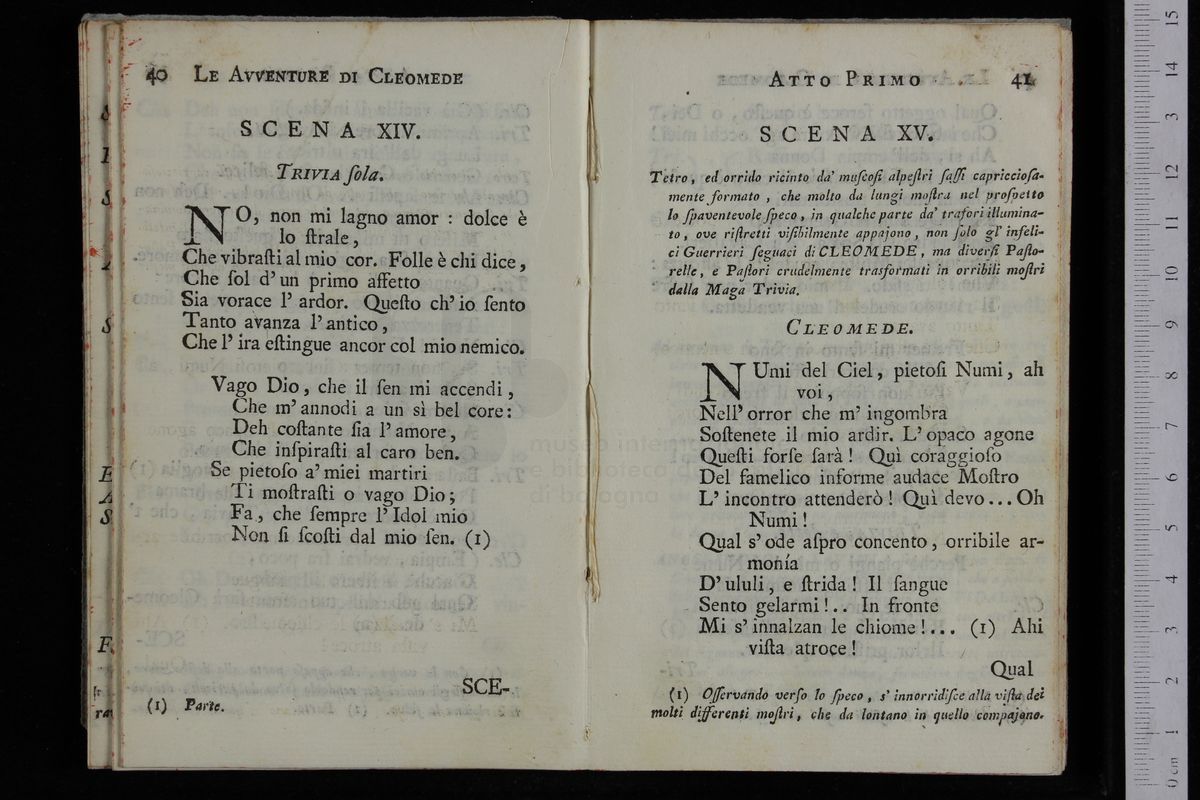 40 LE AVVENTURE DI CLEOMEDE
SCENA XIV.
TRIVIA ſola.
NO, non mi lagno amor : dolce è
lo ſtrale,
Che vibraſti al mio cor. Folle è chi dice,
Che ſol d' un primo affetto
Sia vorace l' ardor. Queſto ch' io ſento
Tanto avanza l' antico,
Che l' ira eſtingue ancor col mio nemico.
Vago Dio, che il ſen mi accendi,
Che m' annodi a un sì bel core:
Deh coſtante ſia l' amore,
Che inſpiraſti al caro ben.
Se pietoſo a' miei martiri
Ti moſtraſti o vago Dio;
Fa, che ſempre l' Idol mio
Non ſi ſcoſti dal mio ſen. (1)
SCE-
(1) Parte.
ATTO PRIMO 41
SCENA XV.
Tetro, ed orrido ricinto da' muſcoſi alpeſtri ſaſſi capriccioſa-
mente formato, che molto da lungi moſtra nel proſpetto
lo ſpaventevole ſpeco, in qualche parte da' trafori illumina-
to, ove riſtretti viſibilmente appajono, non ſolo gl' infeli-
ci Guerrieri ſeguaci di CLEOMEDE, ma diverſi Paſto-
relle, e Paſtori crudelmente trasformati in orribili moſtri
dalla Maga Trivia.
CLEOMEDE.
NUmi del Ciel, pietoſi Numi, ah
voi,
Nell' orror che m' ingombra
Soſtenete il mio ardir. L' opaco agone
Queſti forſe ſarà! Quì coraggioſo
Del famelico informe audace Moſtro
L' incontro attenderò! Quì devo... Oh
Numi!
Qual s' ode aſpro concento, orribile ar-
monía
D' ululi, e ſtrida! Il ſangue
Sento gelarmi!.. In fronte
Mi s' innalzan le chiome!... (1) Ahi
viſta atroce!
Qual
(1) Oſſervando verſo lo ſpeco, s' innorridiſce alla viſta dei
molti differenti moſtri, che da lontano in quello compajono.
museo inter
e biblioteca d
di bologna